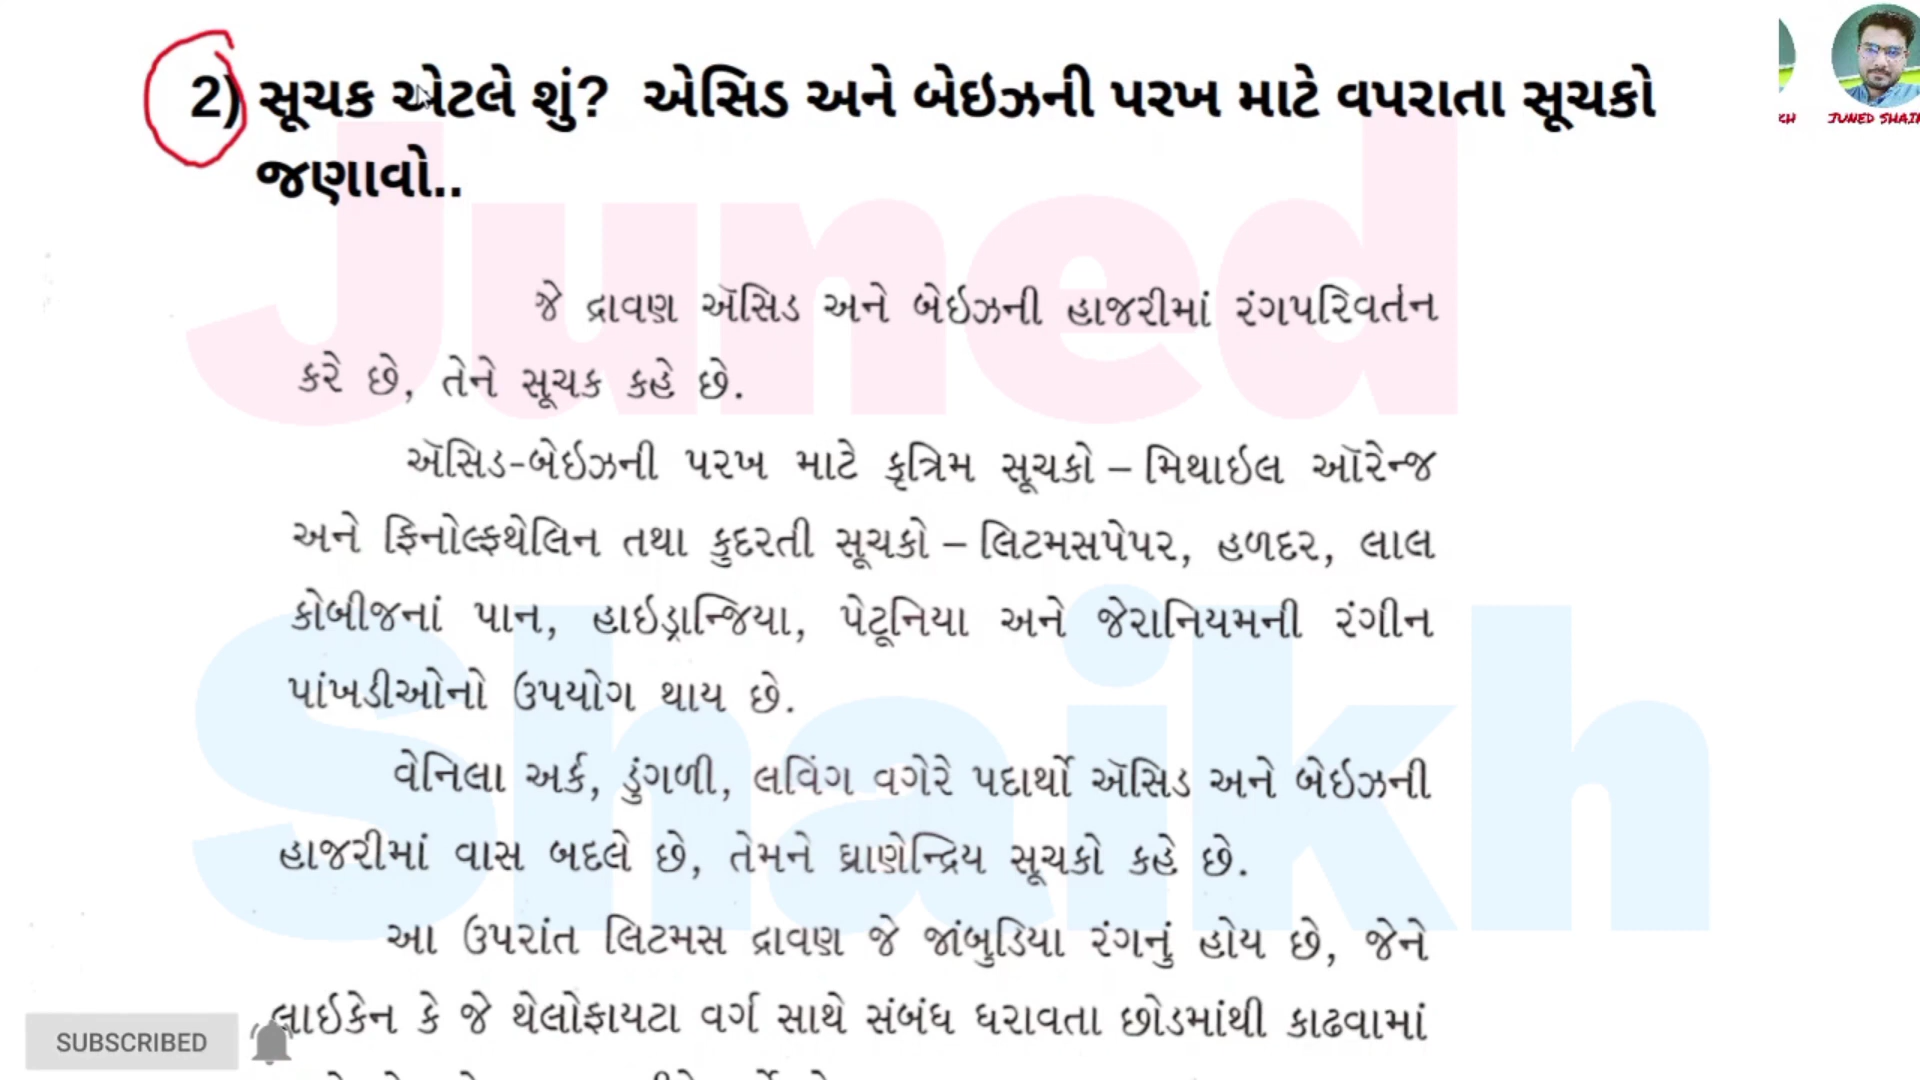 2) સૂચક એટલે શું? એસિડ અને બેઇઝની પરખ માટે વપરાતા સૂચકો
જણાવો..
જે દ્રાવણ ઍસિડ અને બેઇઝની હાજરીમાં રંગપરિવર્તન
કરે છે, તેને સૂચક કહે છે.
ઍસિડ-બેઇઝની પરખ માટે કૃત્રિમ સૂચકો – મિથાઇલ ઑરેન્જ
અને ફિનોલ્ફથેલિન તથા કુદરતી સૂચકો – લિટમસપેપર, હળદર, લાલ
કોબીજનાં પાન, હાઇડ્રાન્જિયા, પેટૂનિયા અને જેરાનિયમની રંગીન
પાંખડીઓનો ઉપયોગ થાય છે.
વેનિલા અર્ક, ડુંગળી, લવિંગ વગેરે પદાર્થો ઍસિડ અને બેઇઝની
હાજરીમાં વાસ બદલે છે, તેમને ઘ્રાણેન્દ્રિય સૂચકો કહે છે.
આ ઉપરાંત લિટમસ દ્રાવણ જે જાંબુડિયા રંગનું હોય છે, જેને
લાઈકેન કે જે થેલોફાયટા વર્ગ સાથે સંબંધ ધરાવતા છોડમાંથી કાઢવામાં
Juned
Shaikh
JUNED
SUBSCRIBED